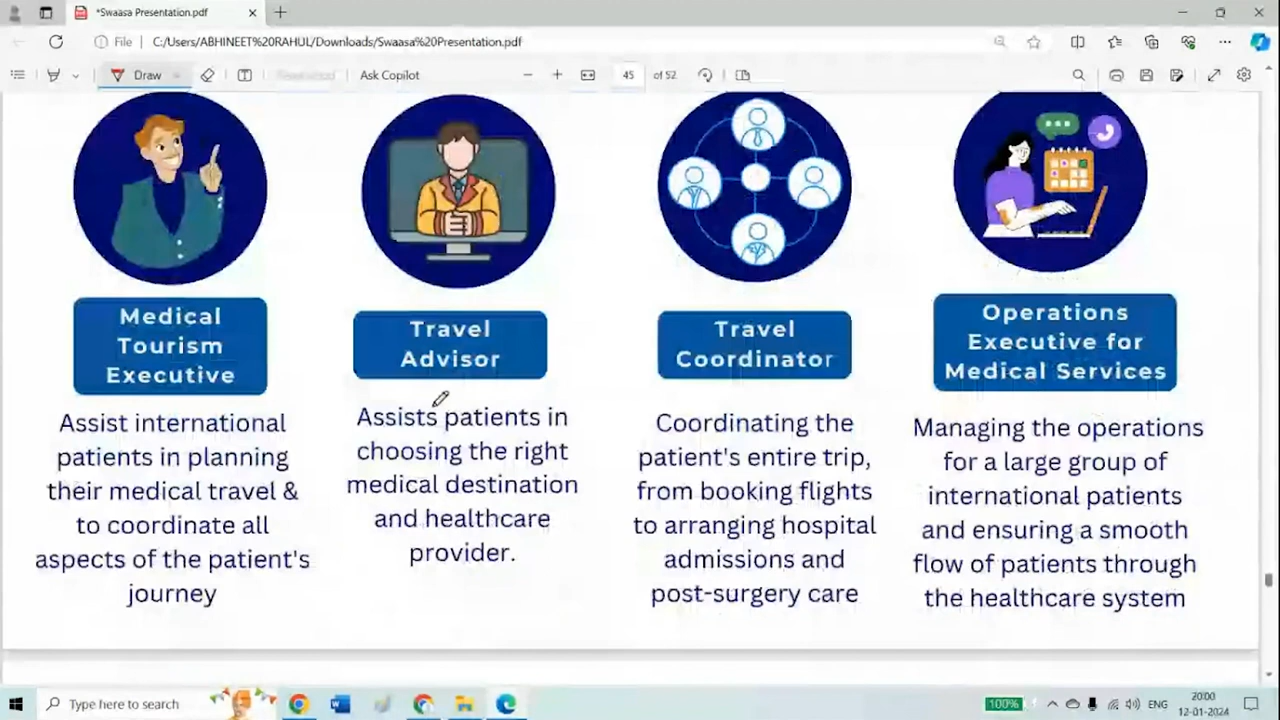 *Swaasa Presentation.pdf
File
C:/Users/ABHINEET%20RAHUL/Downloads/Swaasa%20Presentation.pdf
Draw
Ask Copilot
45
of 52
Medical
Tourism
Executive
Assist international
patients in planning
their medical travel &
to coordinate all
aspects of the patient's
journey
Travel
Advisor
Assists patients in
choosing the right
medical destination
and healthcare
provider.
Travel
Coordinator
Coordinating the
patient's entire trip,
from booking flights
to arranging hospital
admissions and
post-surgery care
Operations
Executive for
Medical Services
Managing the operations
for a large group of
international patients
and ensuring a smooth
flow of patients through
the healthcare system
Type here to search
100%
ENG
20:00
12-01-2024